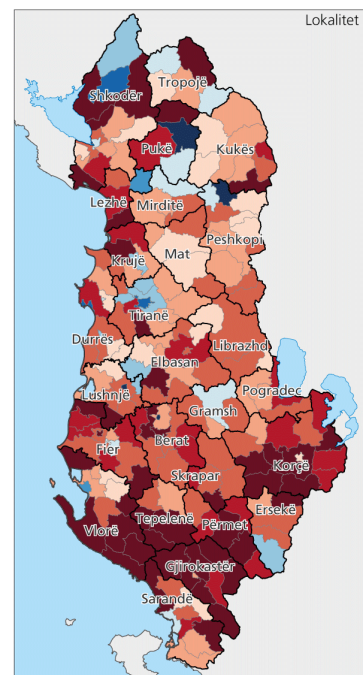 Lokalitet
Tropojë
Shkodër
Pukë
Kukës
Lezhë
Mirditë
Peshkopi
Mat
Krujë
Tiranë
Durrës
Librazhd
Elbasan
Pogradec
Lushnjë
Gramsh
Berat
Fier
Korçë
Skrapar
Ersekë
Tepelenë
Përmet
Vlorë
Gjirokastër
Sarandë